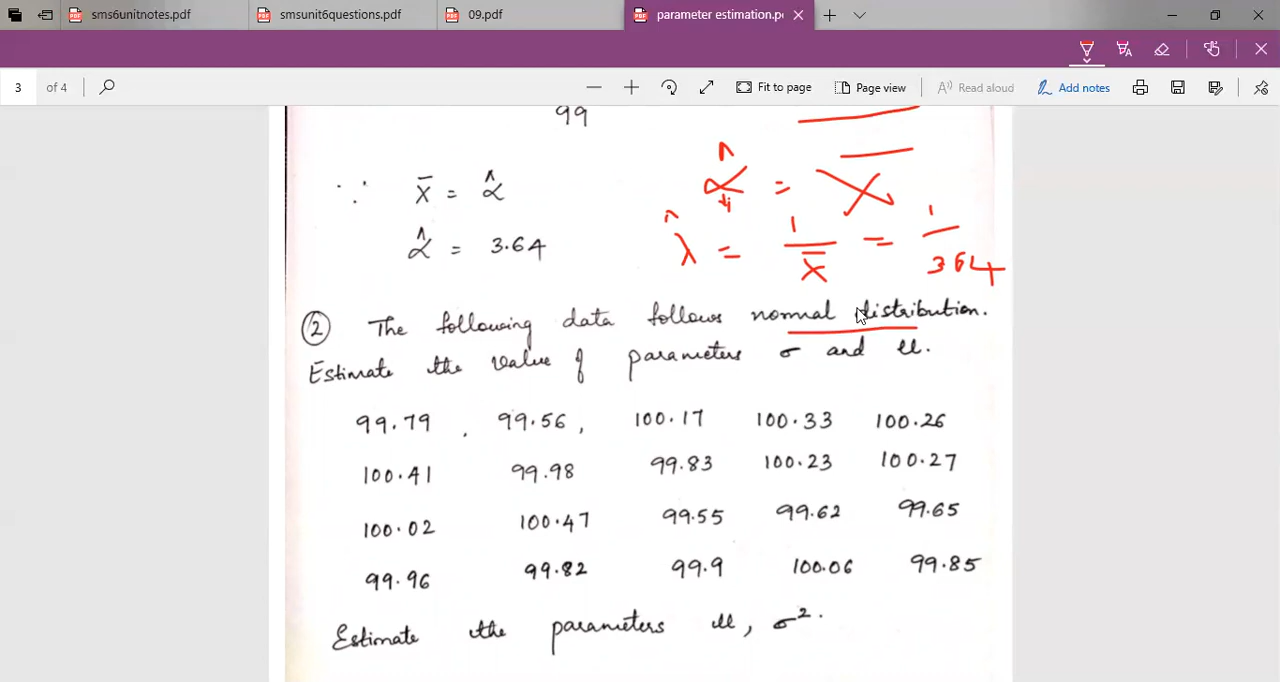 sms6unitnotes.pdf
smsunit6questions.pdf
09.pdf
parameter estimation.p
3 of 4
Fit to page
Page view
Read aloud
Add notes
99
∵ X̄ = α̂
α̂ = 3.64
α̂ = X̄
λ̂ = 1/X̄ = 1/364
② The following data follows normal distribution.
Estimate the value of parameters σ and µ.
99.79 , 99.56 , 100.17 100.33 100.26
100.41 99.98 99.83 100.23 100.27
100.02 100.47 99.55 99.62 99.65
99.96 99.82 99.9 100.06 99.85
Estimate the parameters µ, σ².